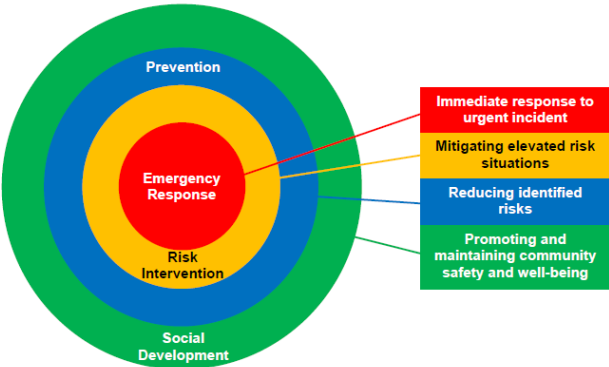 Prevention
Emergency
Response
Risk
Intervention
Social
Development
Immediate response to
urgent incident
Mitigating elevated risk
situations
Reducing identified
risks
Promoting and
maintaining community
safety and well-being